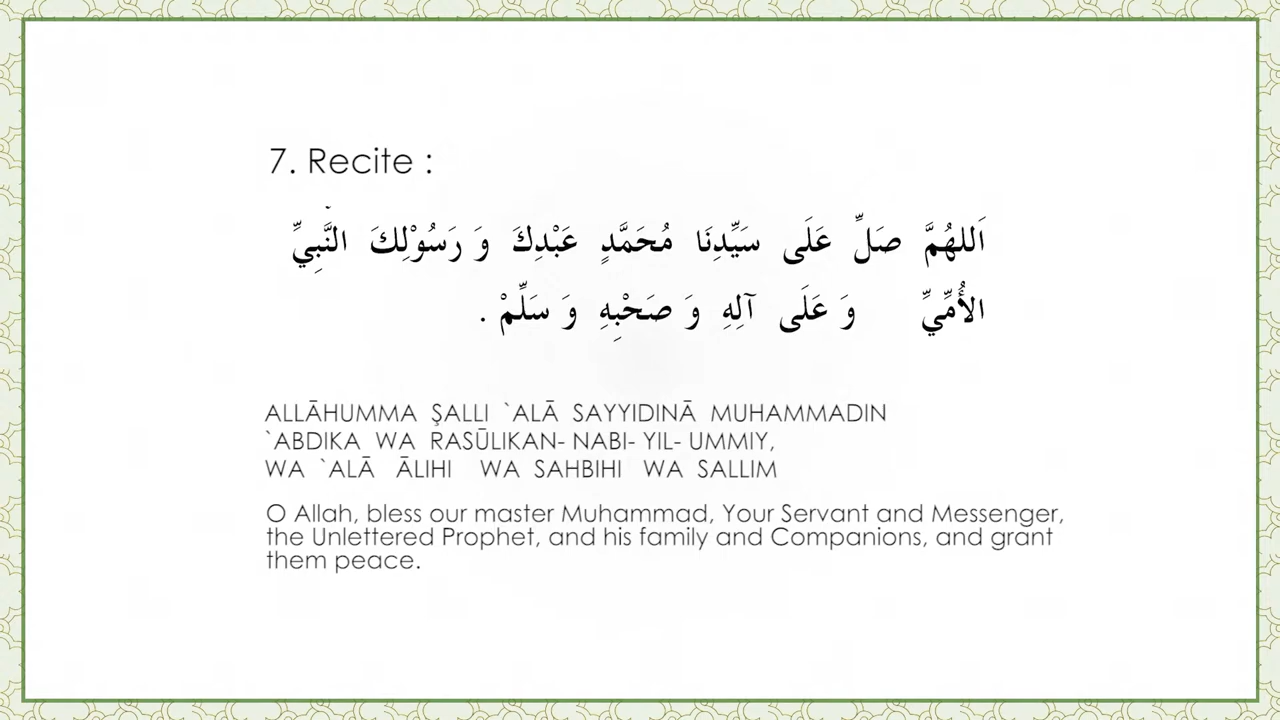 7. Recite :
اَللهُمَّ صَلِّ عَلَى سَيِّدِنَا مُحَمَّدٍ عَبْدِكَ وَ رَسُوْلِكَ النَّبِيِّ
الأُمِّيِّ وَ عَلَى آلِهِ وَ صَحْبِهِ وَ سَلِّمْ .
ALLĀHUMMA ŞALLI `ALĀ SAYYIDINĀ MUHAMMADIN
`ABDIKA WA RASŪLIKAN- NABI- YIL- UMMIY,
WA `ALĀ ĀLIHI WA SAHBIHI WA SALLIM
O Allah, bless our master Muhammad, Your Servant and Messenger,
the Unlettered Prophet, and his family and Companions, and grant
them peace.